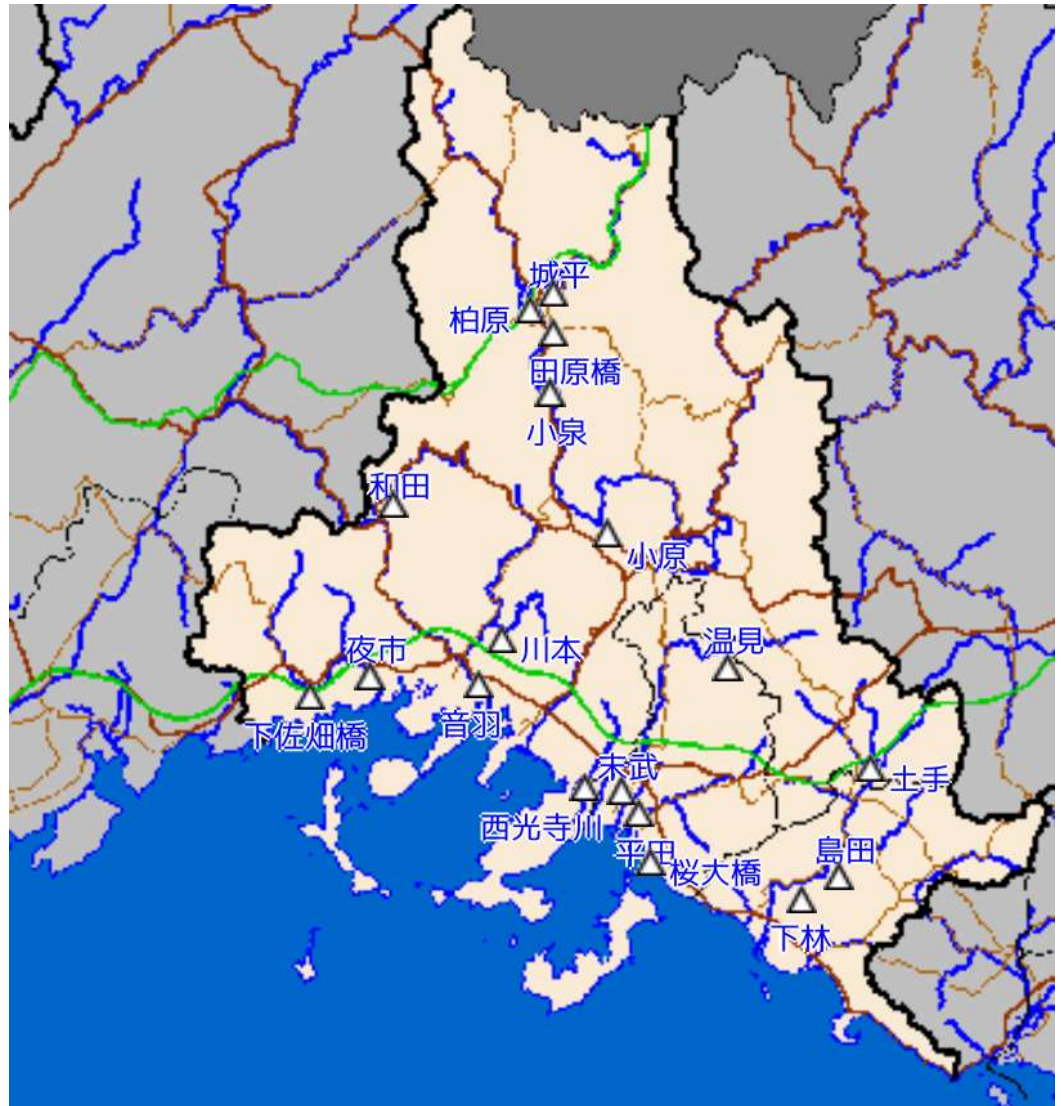 城平
柏原
田原橋
小泉
和田
小原
川本
温見
夜市
音羽
下佐畑橋
末武
土手
西光寺川
平田
桜大橋
島田
下林